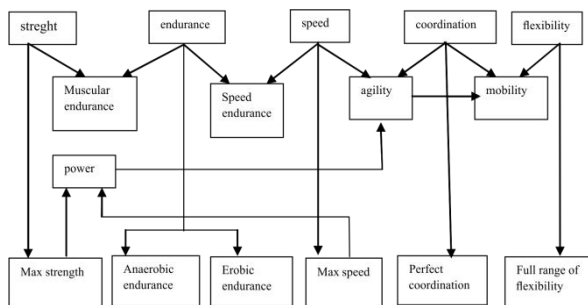 streght
endurance
speed
coordination
flexibility
Muscular
endurance
Speed
endurance
agility
mobility
power
Max strength
Anaerobic
endurance
Erobic
endurance
Max speed
Perfect
coordination
Full range of
flexibility